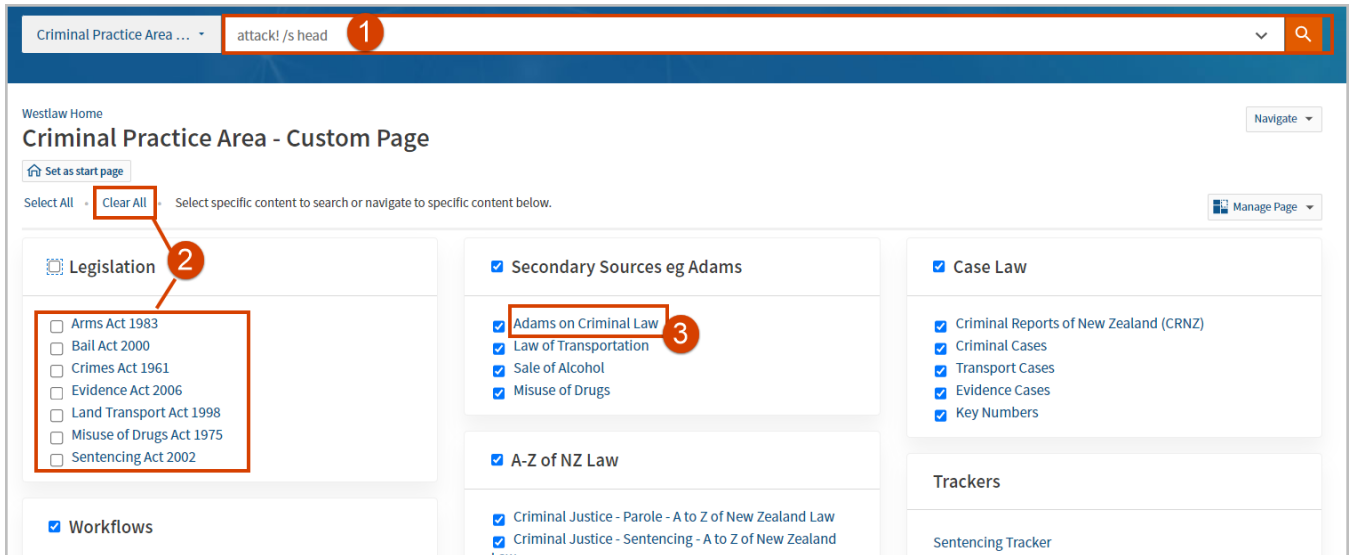 Criminal Practice Area ...
attack! /s head
1
Westlaw Home
Navigate
Criminal Practice Area - Custom Page
Set as start page
Select All
Clear All
Select specific content to search or navigate to specific content below.
Manage Page
2
Legislation
Arms Act 1983
Bail Act 2000
Crimes Act 1961
Evidence Act 2006
Land Transport Act 1998
Misuse of Drugs Act 1975
Sentencing Act 2002
Workflows
Secondary Sources eg Adams
Adams on Criminal Law
3
Law of Transportation
Sale of Alcohol
Misuse of Drugs
A-Z of NZ Law
Criminal Justice - Parole - A to Z of New Zealand Law
Criminal Justice - Sentencing - A to Z of New Zealand
Case Law
Criminal Reports of New Zealand (CRNZ)
Criminal Cases
Transport Cases
Evidence Cases
Key Numbers
Trackers
Sentencing Tracker